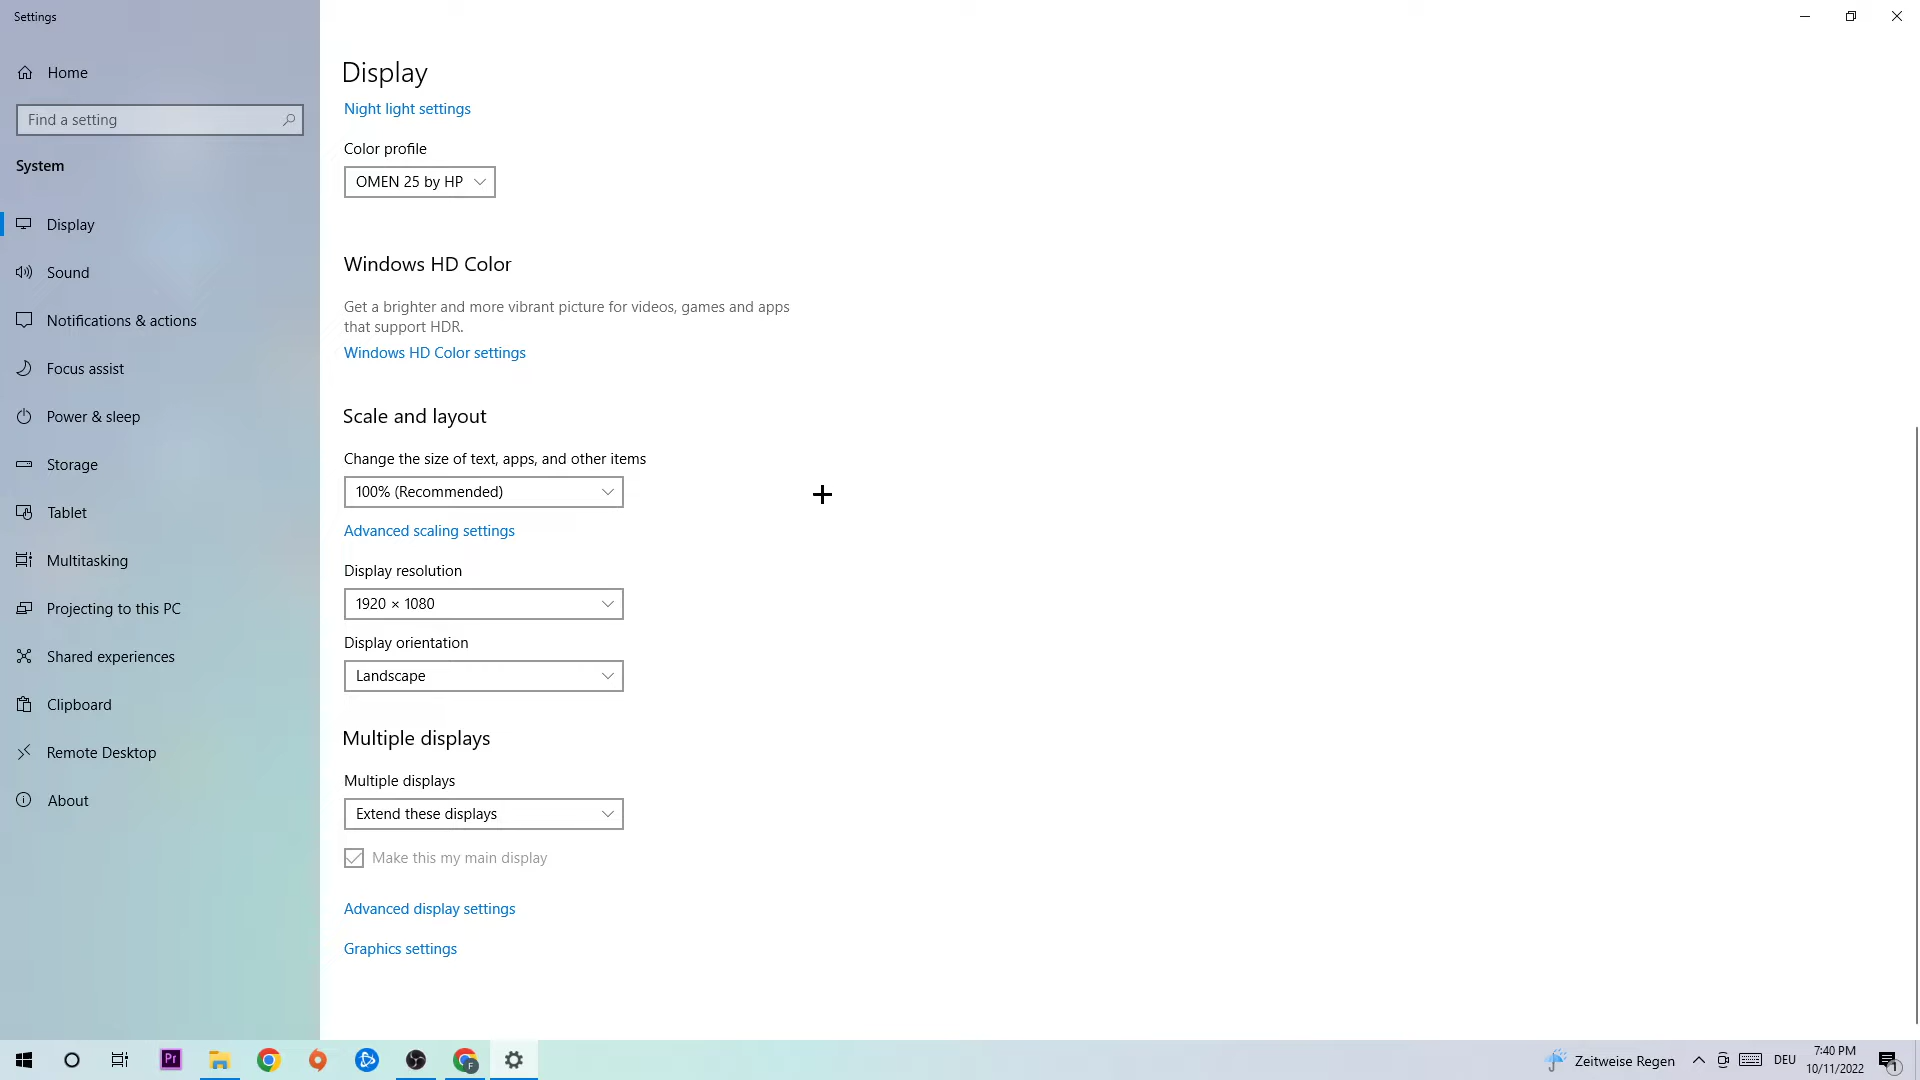 Settings
Home
Find a setting
System
Display
Sound
Notifications & actions
Focus assist
Power & sleep
Storage
Tablet
Multitasking
Projecting to this PC
Shared experiences
Clipboard
Remote Desktop
About
Display
Night light settings
Color profile
OMEN 25 by HP
Windows HD Color
Get a brighter and more vibrant picture for videos, games and apps
that support HDR.
Windows HD Color settings
Scale and layout
Change the size of text, apps, and other items
100% (Recommended)
Advanced scaling settings
Display resolution
1920 × 1080
Display orientation
Landscape
Multiple displays
Multiple displays
Extend these displays
Make this my main display
Advanced display settings
Graphics settings
Pr
F
Zeitweise Regen
DEU
7:40 PM
10/11/2022
1